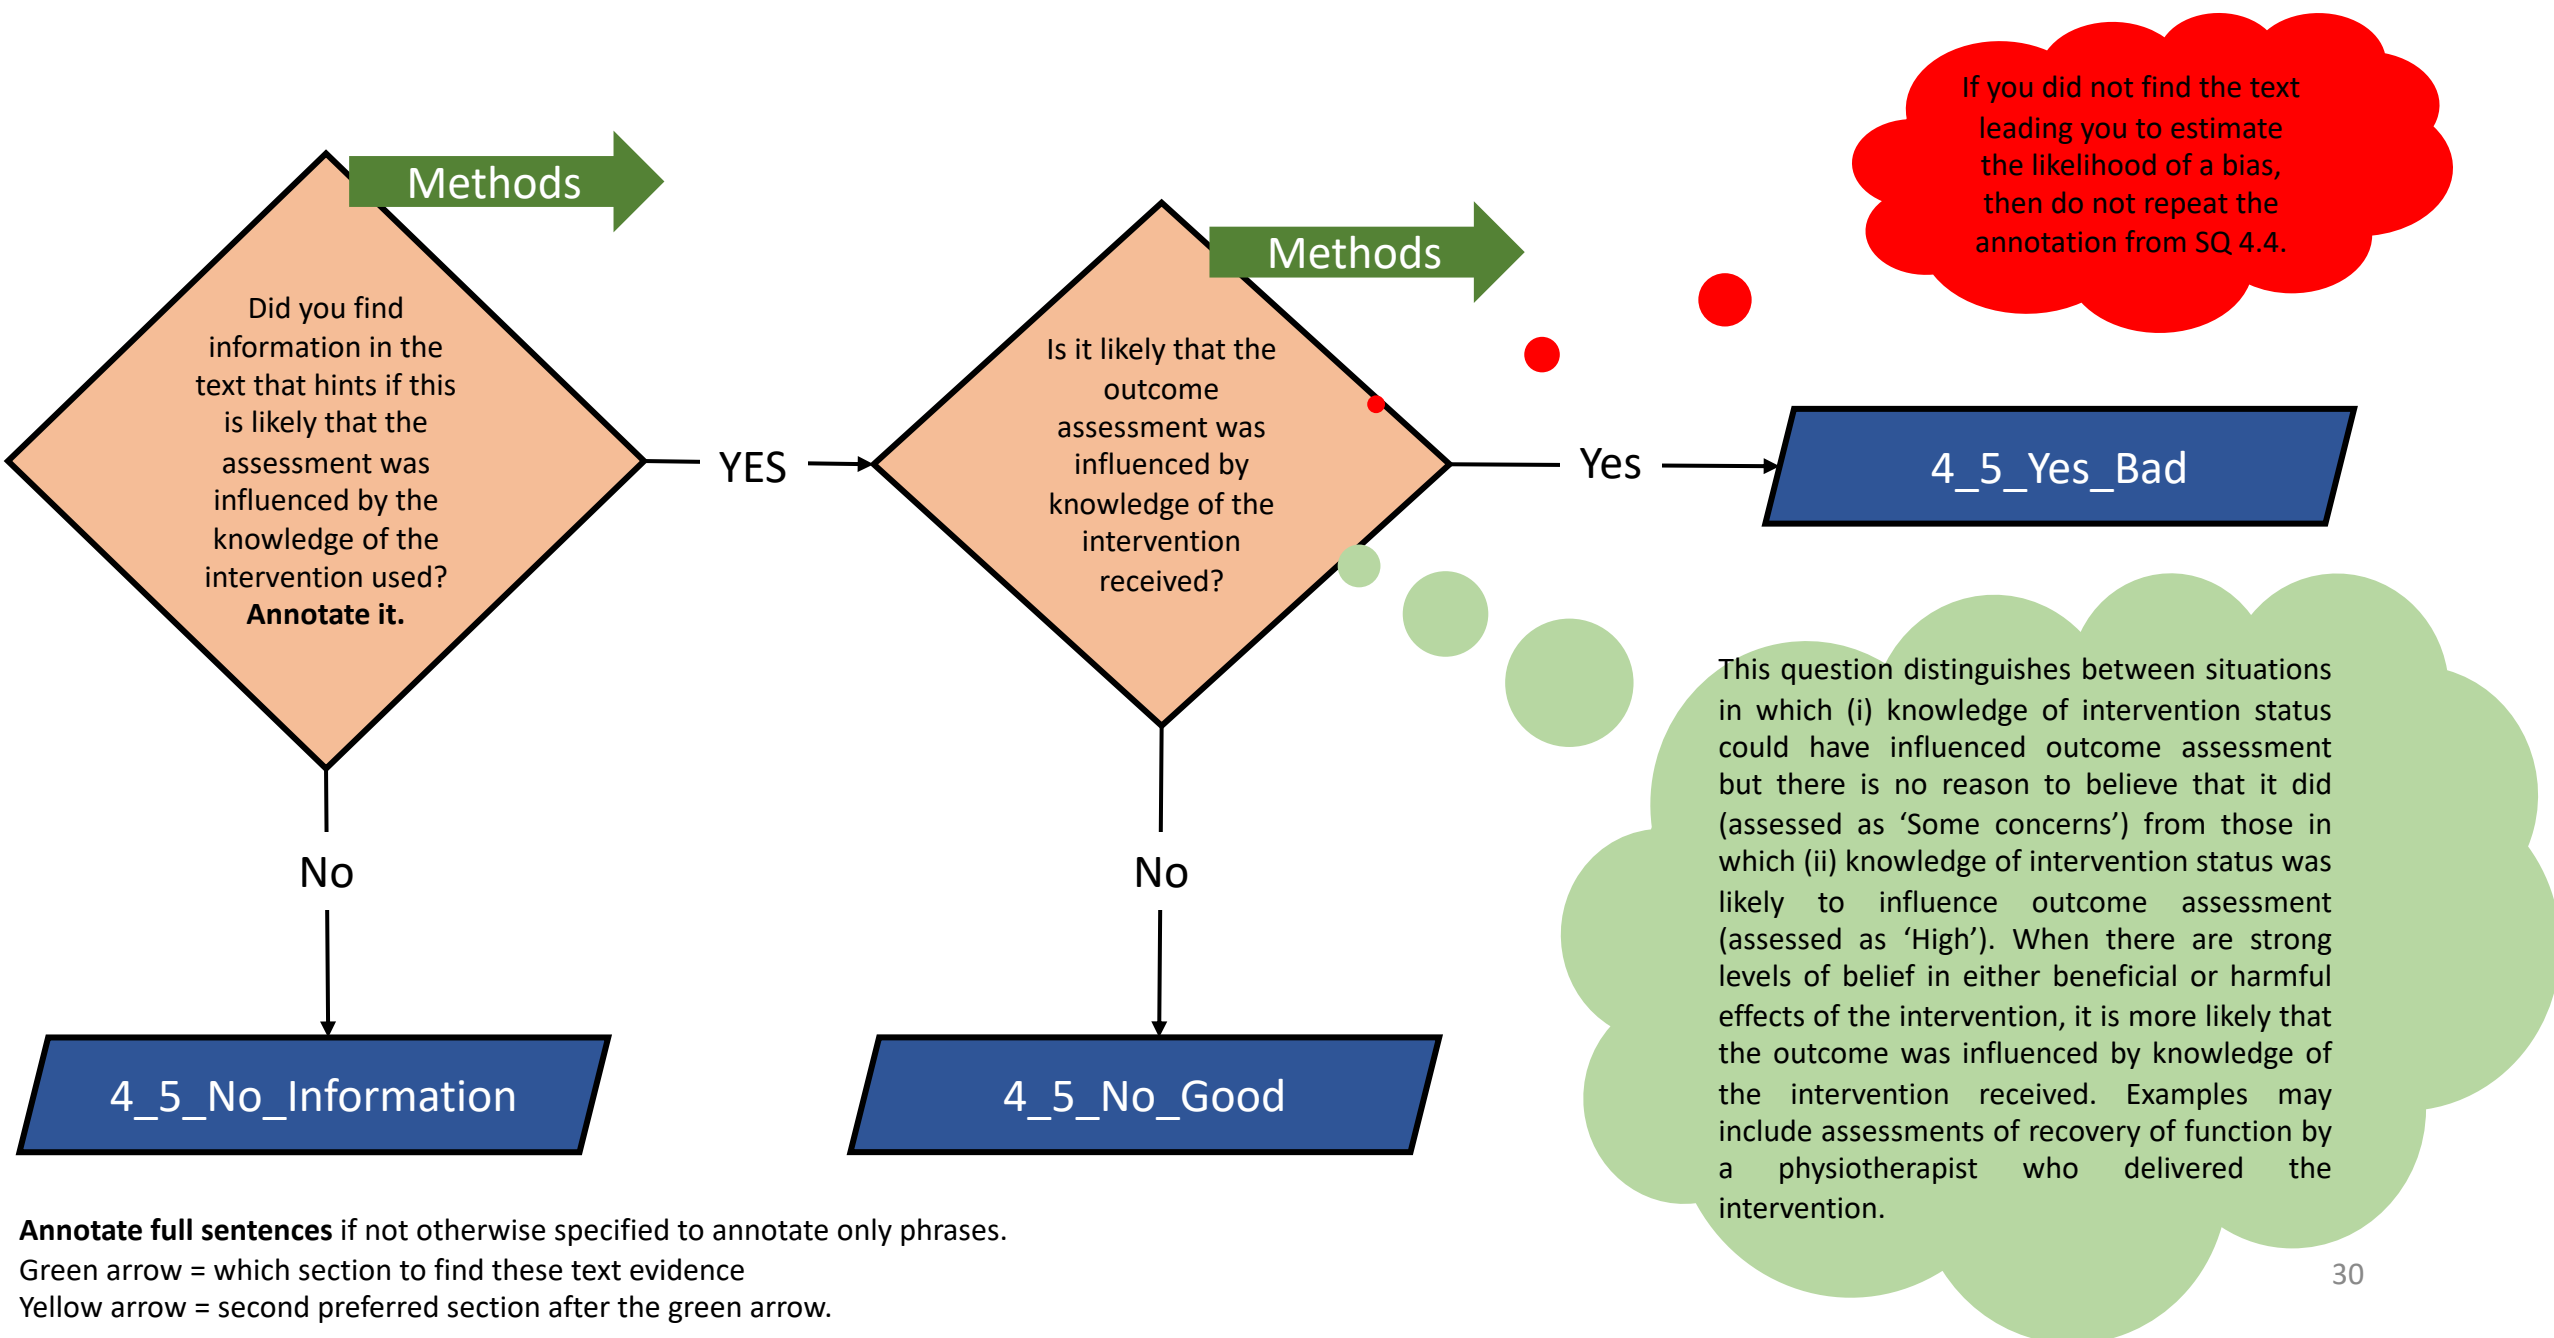 If you did not find the text
leading you to estimate
the likelihood of a bias,
then do not repeat the
annotation from SQ 4.4.
Methods
Methods
Did you find
information in the
text that hints if this
is likely that the
assessment was
influenced by the
knowledge of the
intervention used?
Annotate it.
YES
Is it likely that the
outcome
assessment was
influenced by
knowledge of the
intervention
received?
Yes
4_5_Yes_Bad
No
No
4_5_No_Information
4_5_No_Good
This question distinguishes between situations
in which (i) knowledge of intervention status
could have influenced outcome assessment
but there is no reason to believe that it did
(assessed as ‘Some concerns’) from those in
which (ii) knowledge of intervention status was
likely to influence outcome assessment
(assessed as ‘High’). When there are strong
levels of belief in either beneficial or harmful
effects of the intervention, it is more likely that
the outcome was influenced by knowledge of
the intervention received. Examples may
include assessments of recovery of function by
a physiotherapist who delivered the
intervention.
Annotate full sentences if not otherwise specified to annotate only phrases.
Green arrow = which section to find these text evidence
Yellow arrow = second preferred section after the green arrow.
30